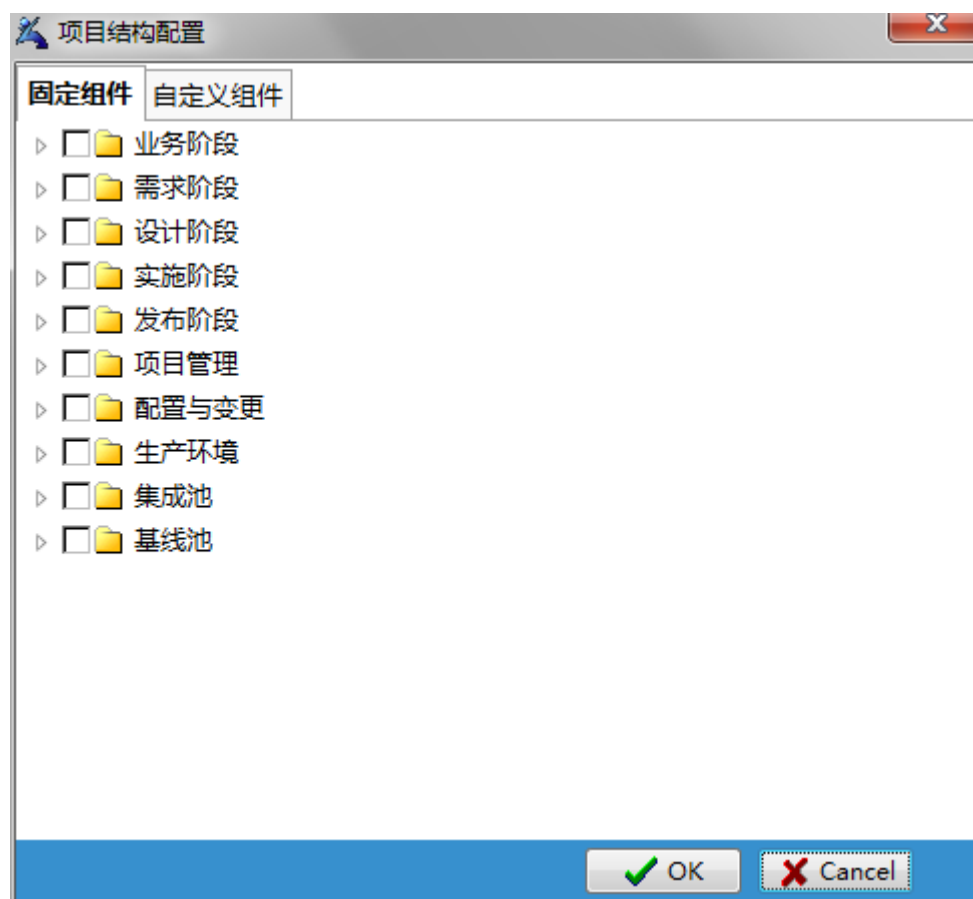 项目结构配置
固定组件 自定义组件
业务阶段
需求阶段
设计阶段
实施阶段
发布阶段
项目管理
配置与变更
生产环境
集成池
基线池
OK Cancel